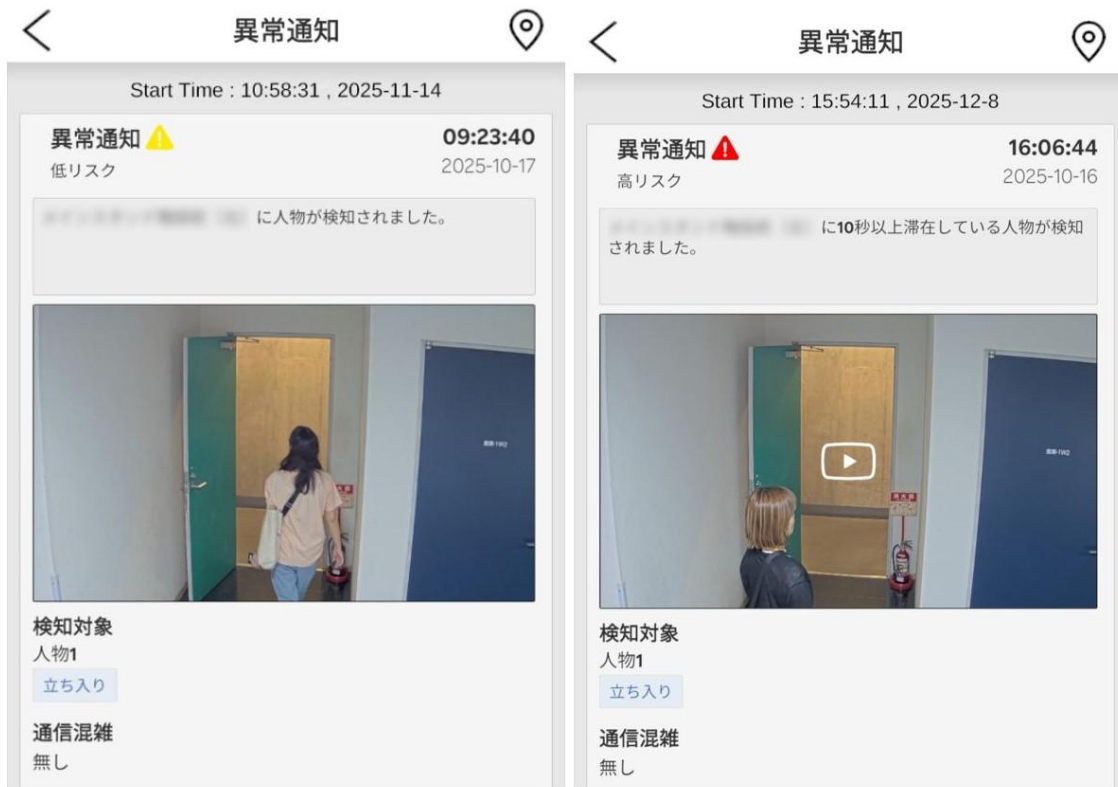 異常通知
Start Time : 10:58:31 , 2025-11-14
異常通知
09:23:40
低リスク
2025-10-17
に人物が検知されました。
検知対象
人物1
立ち入り
通信混雑
無し
異常通知
Start Time : 15:54:11 , 2025-12-8
異常通知
16:06:44
高リスク
2025-10-16
に10秒以上滞在している人物が検知
されました。
検知対象
人物1
立ち入り
通信混雑
無し